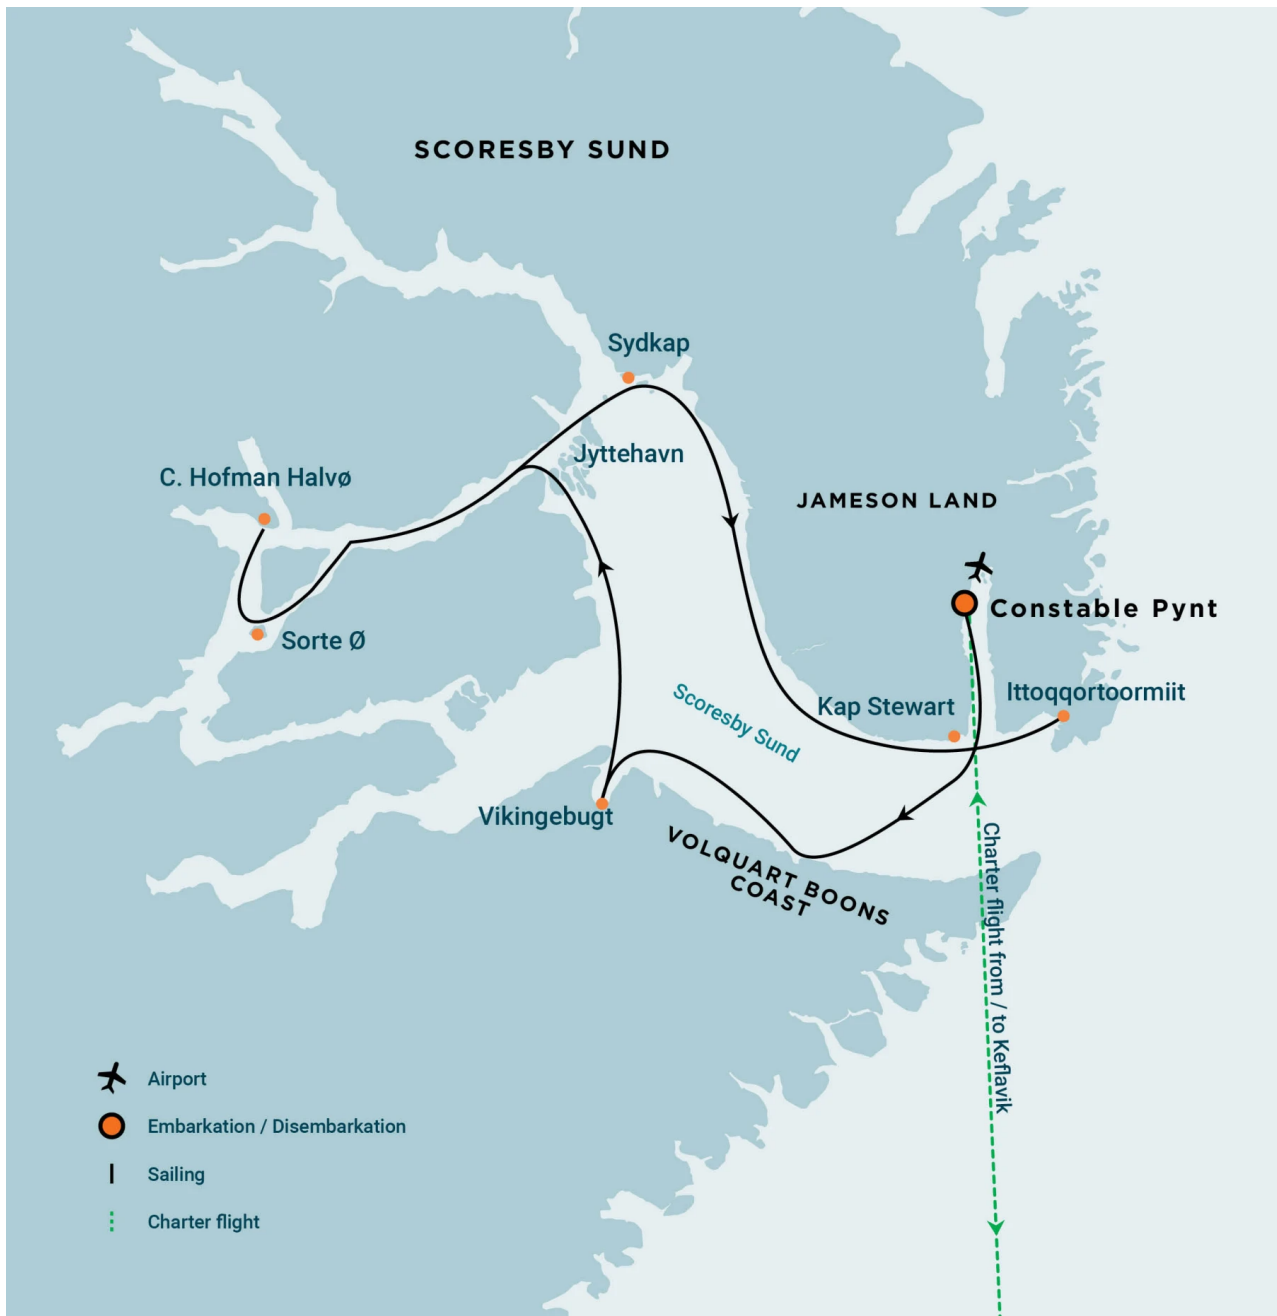 SCORESBY SUND
Sydkap
Jyttehavn
C. Hofman Halvø
JAMESON LAND
Constable Pynt
Sorte Ø
Ittoqqortoormiit
Kap Stewart
Scoresby Sund
Vikingebugt
VOLQUART BOONS
COAST
Charter flight from / to Keflavik
Airport
Embarkation / Disembarkation
Sailing
Charter flight